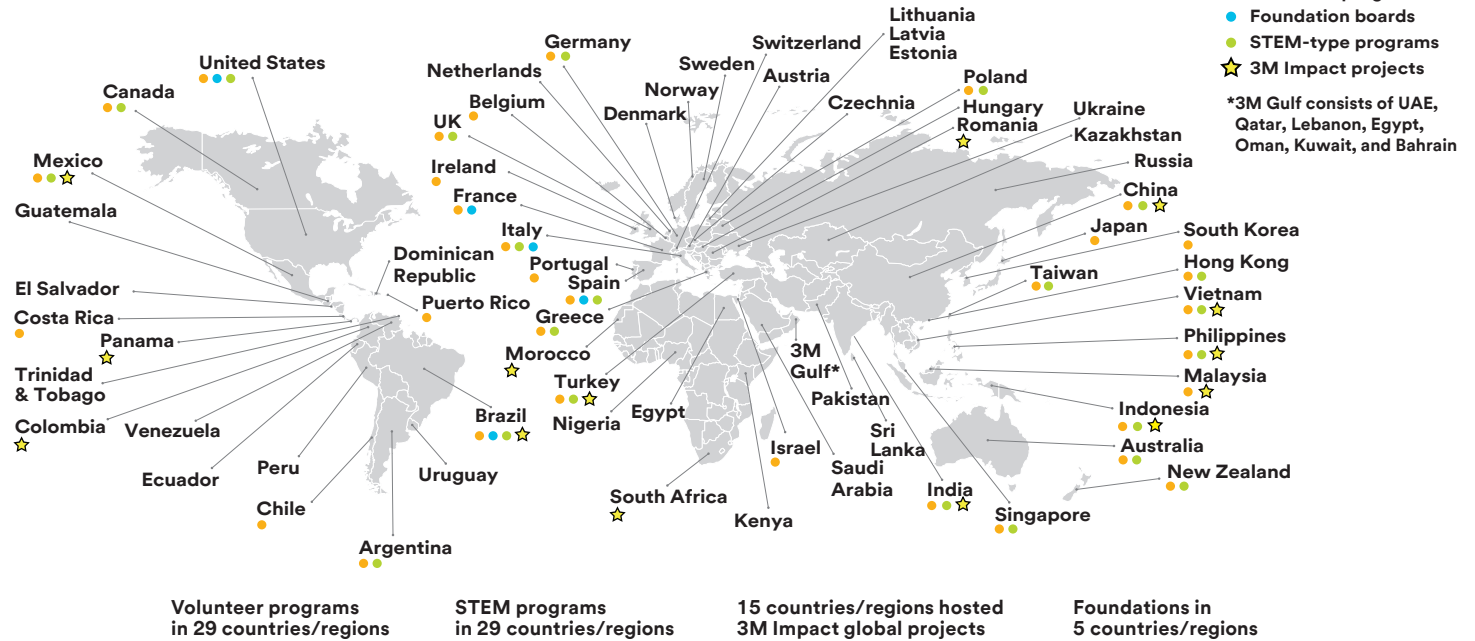 Foundation boards
STEM-type programs
3M Impact projects
*3M Gulf consists of UAE,
Qatar, Lebanon, Egypt,
Oman, Kuwait, and Bahrain
United States
Canada
Mexico
Guatemala
El Salvador
Costa Rica
Panama
Trinidad
& Tobago
Colombia
Venezuela
Ecuador
Peru
Chile
Argentina
Uruguay
Brazil
Dominican
Republic
Puerto Rico
Germany
Netherlands
Belgium
UK
Ireland
France
Italy
Portugal
Spain
Greece
Morocco
Turkey
Nigeria
Egypt
South Africa
Kenya
Israel
Saudi
Arabia
3M
Gulf*
Pakistan
Sri
Lanka
India
Singapore
Denmark
Norway
Sweden
Switzerland
Austria
Czechnia
Lithuania
Latvia
Estonia
Poland
Hungary
Romania
Ukraine
Kazakhstan
Russia
China
Japan
South Korea
Taiwan
Hong Kong
Vietnam
Philippines
Malaysia
Indonesia
Australia
New Zealand
Volunteer programs
in 29 countries/regions
STEM programs
in 29 countries/regions
15 countries/regions hosted
3M Impact global projects
Foundations in
5 countries/regions